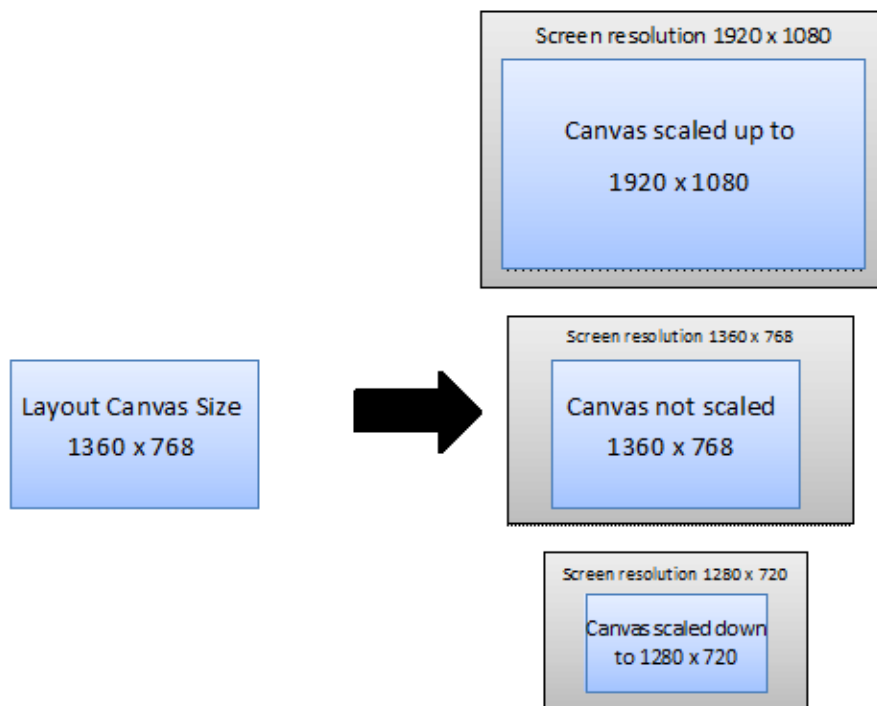 Screen resolution 1920 x 1080
Canvas scaled up to
1920 x 1080
Layout Canvas Size
1360 x 768
Screen resolution 1360 x 768
Canvas not scaled
1360 x 768
Screen resolution 1280 x 720
Canvas scaled down
to 1280 x 720